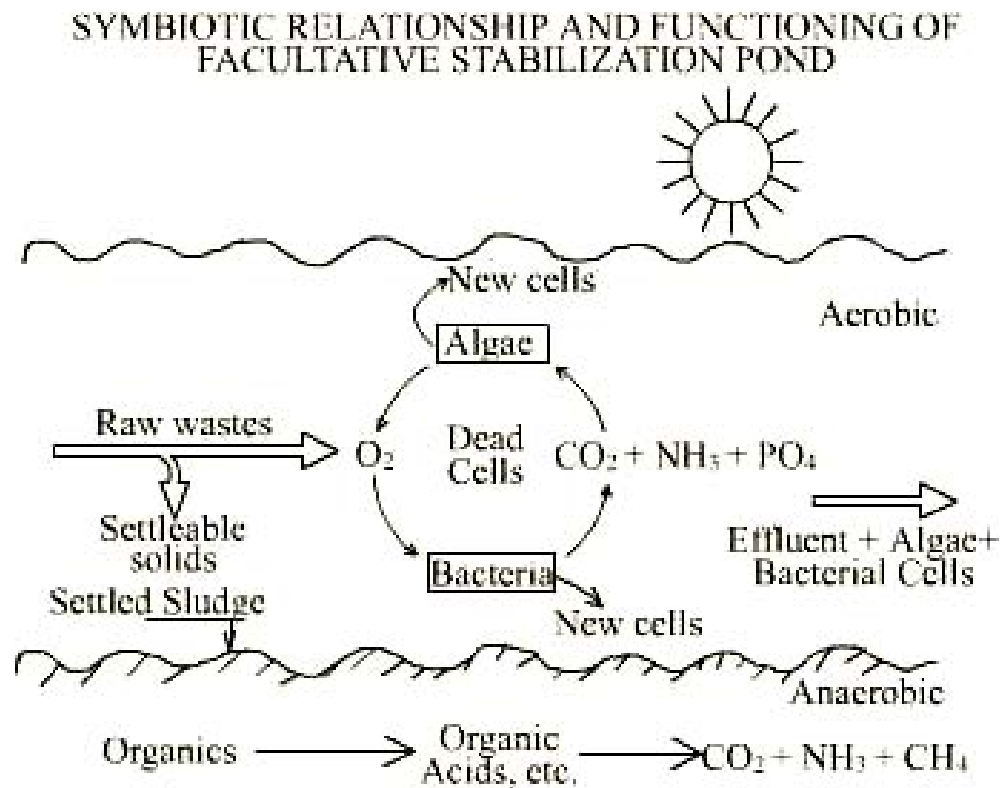 SYMBIOTIC RELATIONSHIP AND FUNCTIONING OF
FACULTATIVE STABILIZATION POND
New cells
Aerobic
Algae
Raw wastes
O₂
Dead
Cells
CO₂ + NH₃ + PO₄
Settleable
solids
Effluent + Algae+
Bacterial Cells
Bacteria
Settled Sludge
New cells
Anaerobic
Organics
Organic
Acids, etc.
CO₂ + NH₃ + CH₄